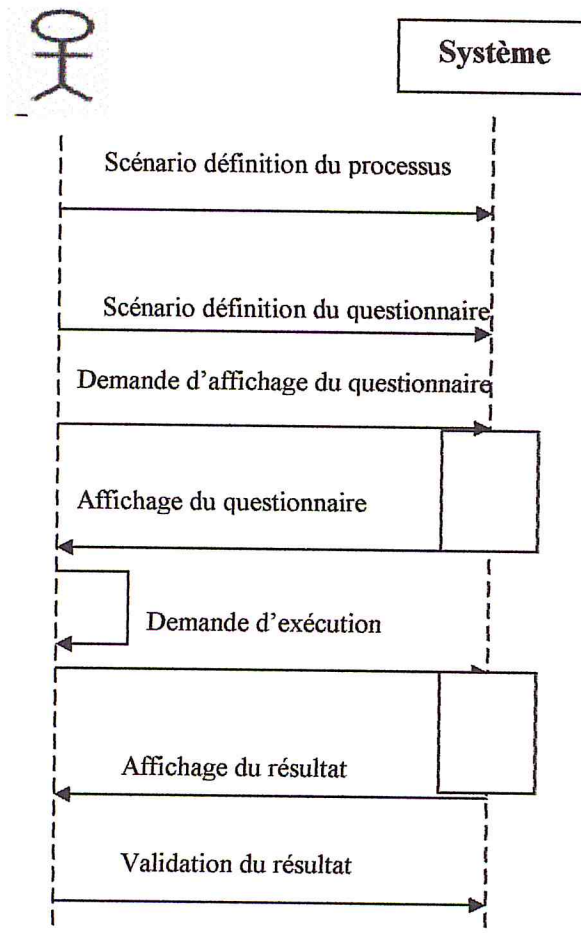 Système
Scénario définition du processus
Scénario définition du questionnaire
Demande d'affichage du questionnaire
Affichage du questionnaire
Demande d'exécution
Affichage du résultat
Validation du résultat